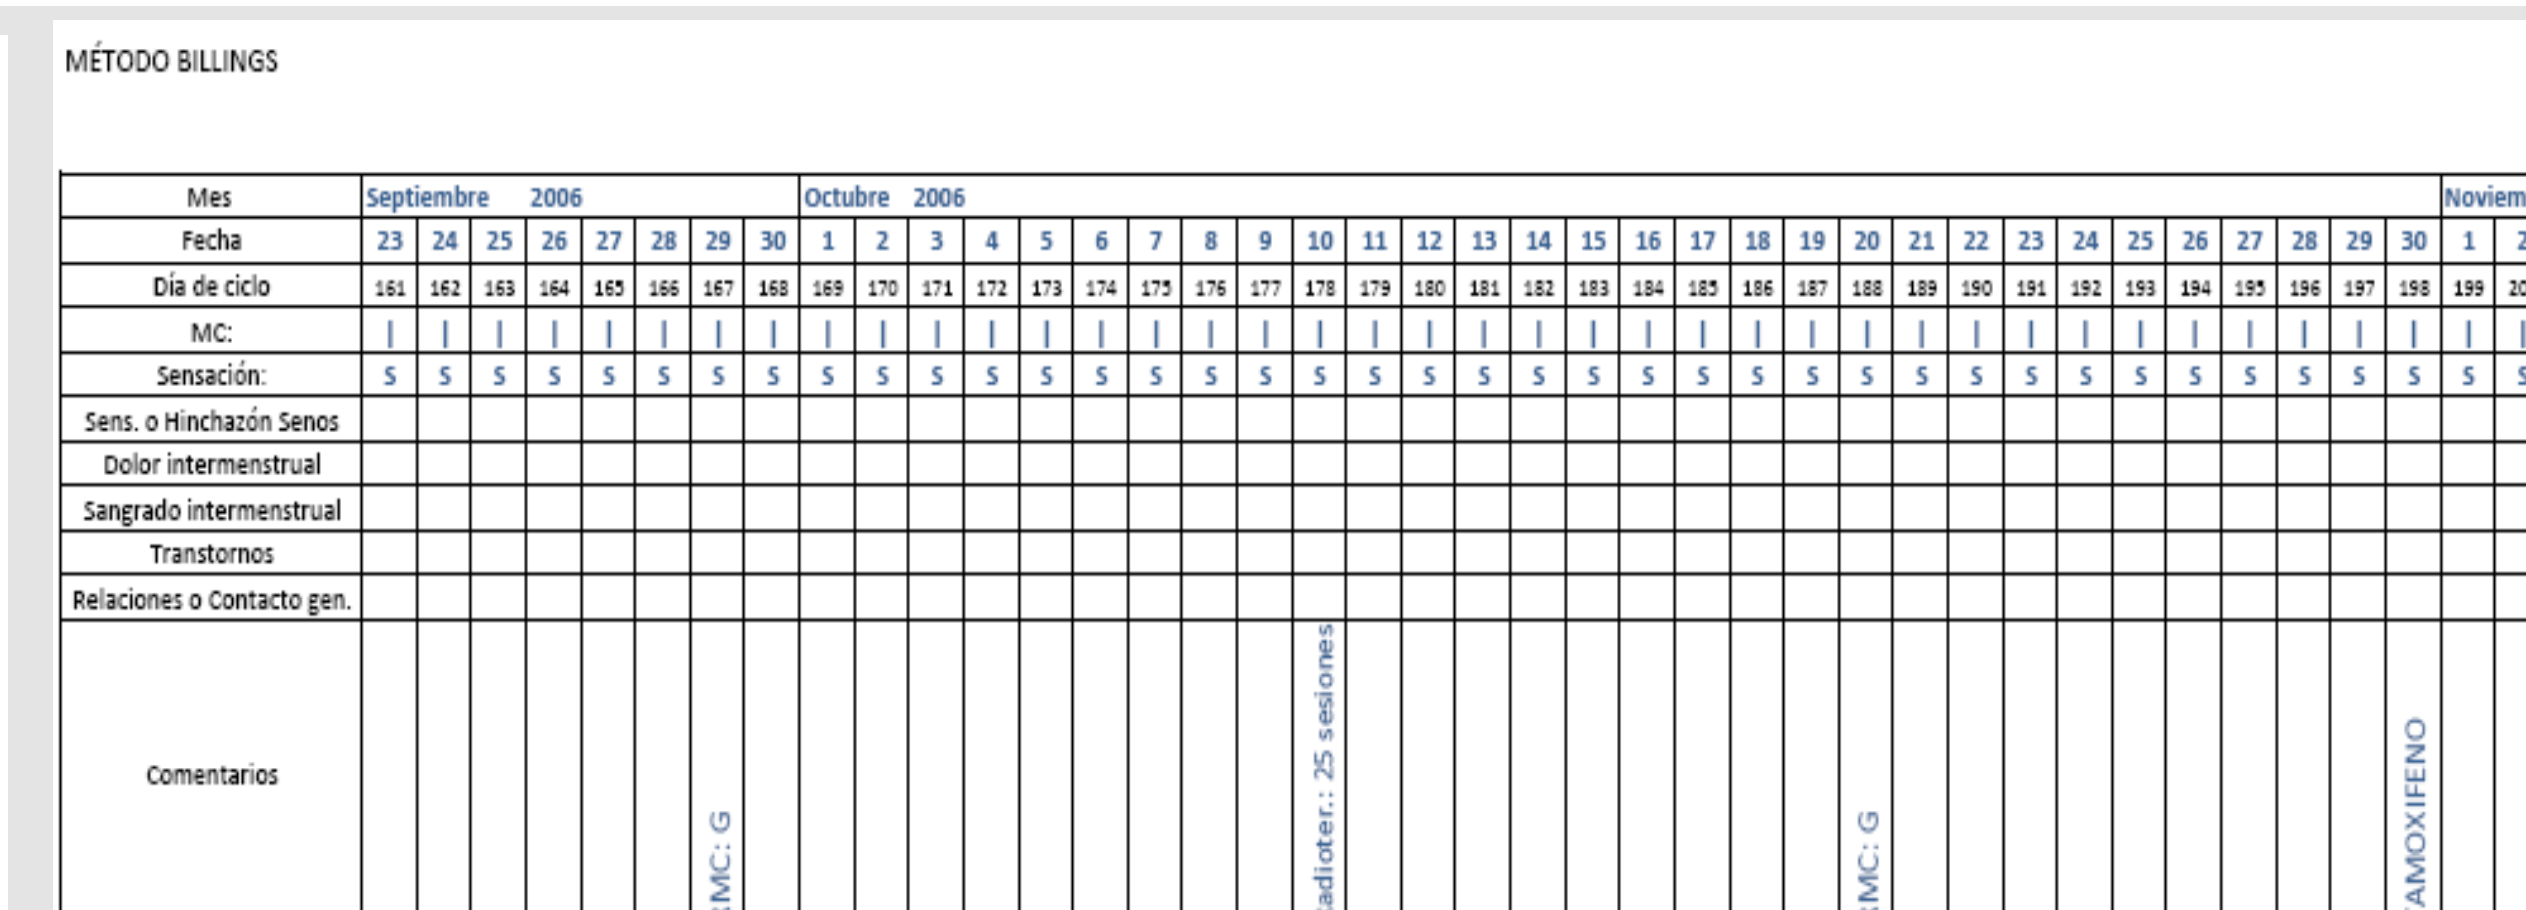 MÉTODO BILLINGS
Mes Septiembre 2006 Octubre 2006
Fecha 23 24 25 26 27 28 29 30 1 2 3 4 5 6 7 8 9 10 11 12 13 14 15 16 17 18 19 20 21 22 23 24 25 26 27 28 29 30 1
Día de ciclo 161 162 163 164 165 166 167 168 169 170 171 172 173 174 175 176 177 178 179 180 181 182 183 184 185 186 187 188 189 190 191 192 193 194 195 196 197 198 199
MC: | | | | | | | | | | | | | | | | | | | | | | | | | | | | | | | | | | | | | | | |
Sensación: S S S S S S S S S S S S S S S S S S S S S S S S S S S S S S S S S S S S S S S
Sens. o Hinchazón Senos
Dolor intermenstrual
Sangrado intermenstrual
Transtornos
Relaciones o Contacto gen.
Comentarios
MC: G
25 sesiones
MC: G